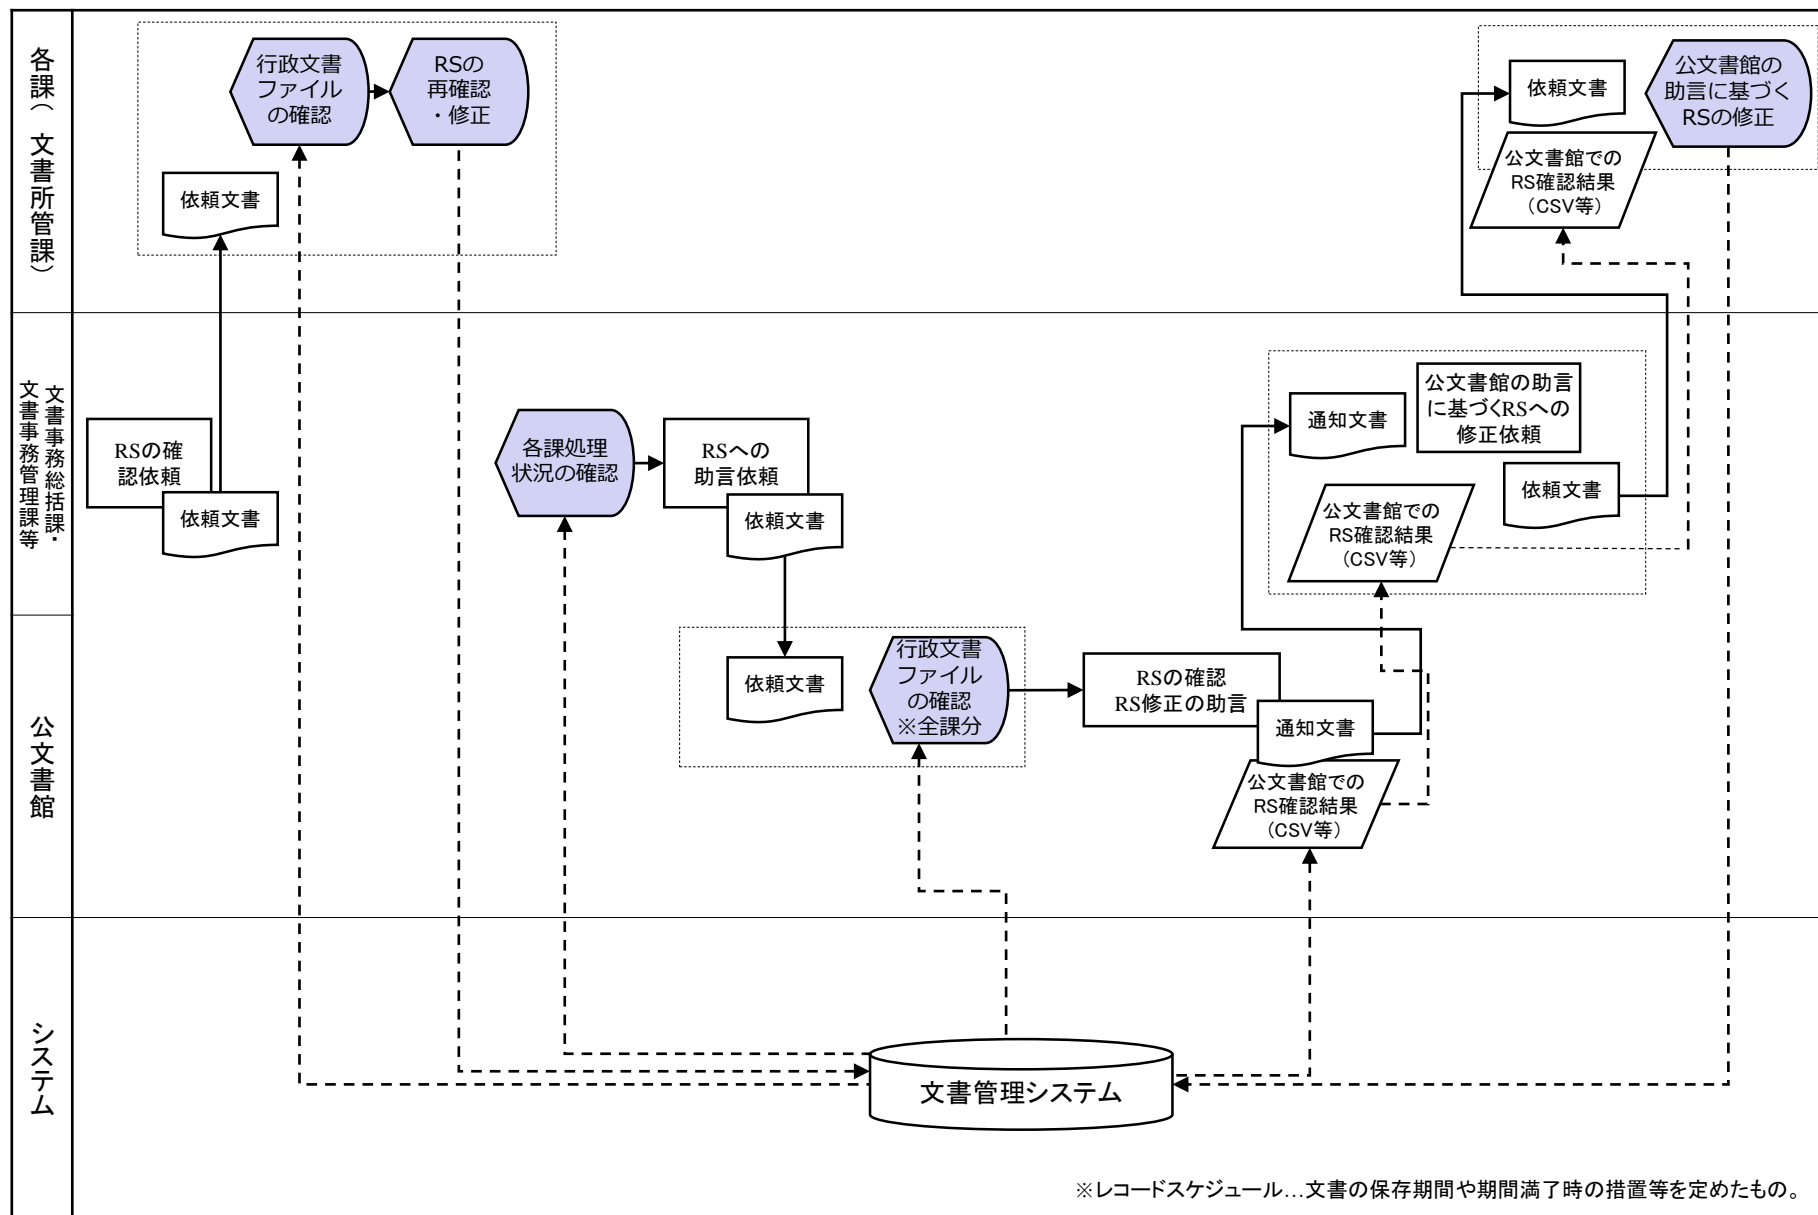 各課（文書所管課）
行政文書
ファイル
の確認
RSの
再確認
・修正
依頼文書
依頼文書
公文書館の
助言に基づく
RSの修正
公文書館での
RS確認結果
（CSV等）
文書事務総括課・
文書事務管理課等
RSの確
認依頼
依頼文書
各課処理
状況の確認
RSへの
助言依頼
依頼文書
通知文書
公文書館の助言
に基づくRSへの
修正依頼
依頼文書
公文書館での
RS確認結果
（CSV等）
公文書館
依頼文書
行政文書
ファイル
の確認
※全課分
RSの確認
RS修正の助言
通知文書
公文書館での
RS確認結果
（CSV等）
システム
文書管理システム
※レコードスケジュール…文書の保存期間や期間満了時の措置等を定めたもの。